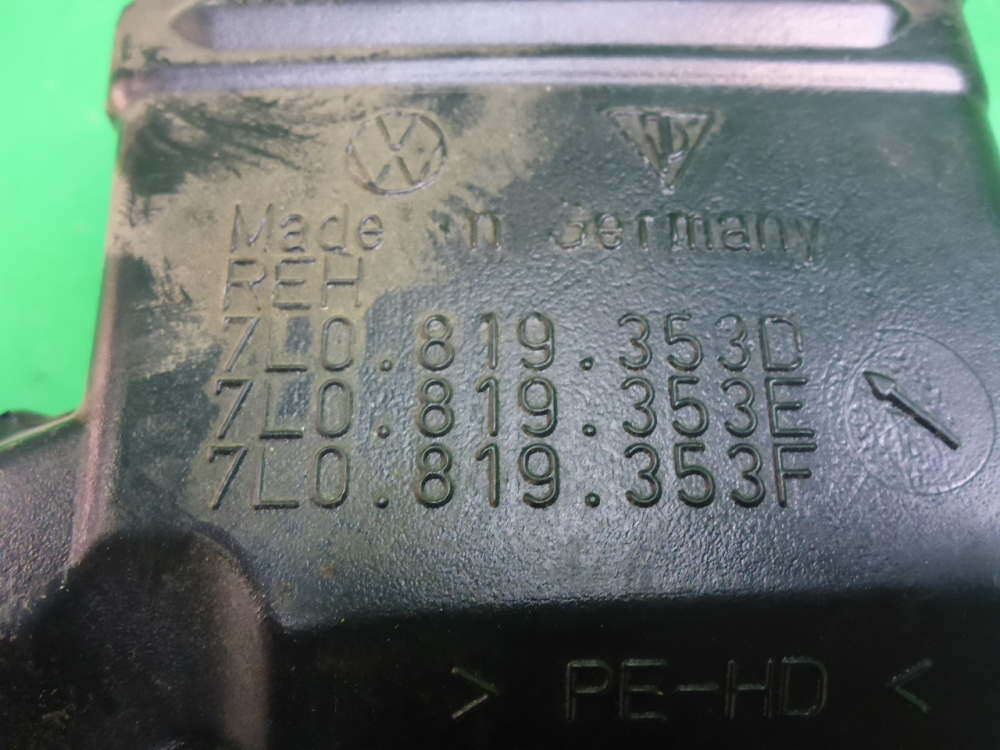 Made in Germany
REH
7L0.819.353D
7L0.819.353E
7L0.819.353F
> PE-HD <